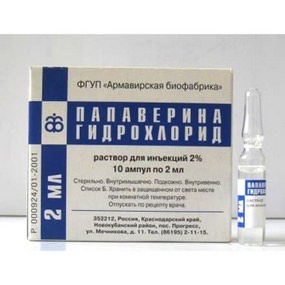 ФГУП «Армавирская биофабрика»
ПАПАВЕРИНА
ГИДРОХЛОРИД
раствор для инъекций 2%
10 ампул по 2 мл
Стерильно. Внутримышечно. Подкожно. Внутривенно.
Список Б. Хранить в защищенном от света месте
при комнатной температуре.
Отпускать по рецепту врача.
352212, Россия, Краснодарский край,
Новокубанский район, пос. Прогресс,
ул. Мечникова, д. 11. Тел. (86195) 2-11-15.
2 МЛ
Р 000924/01-2001